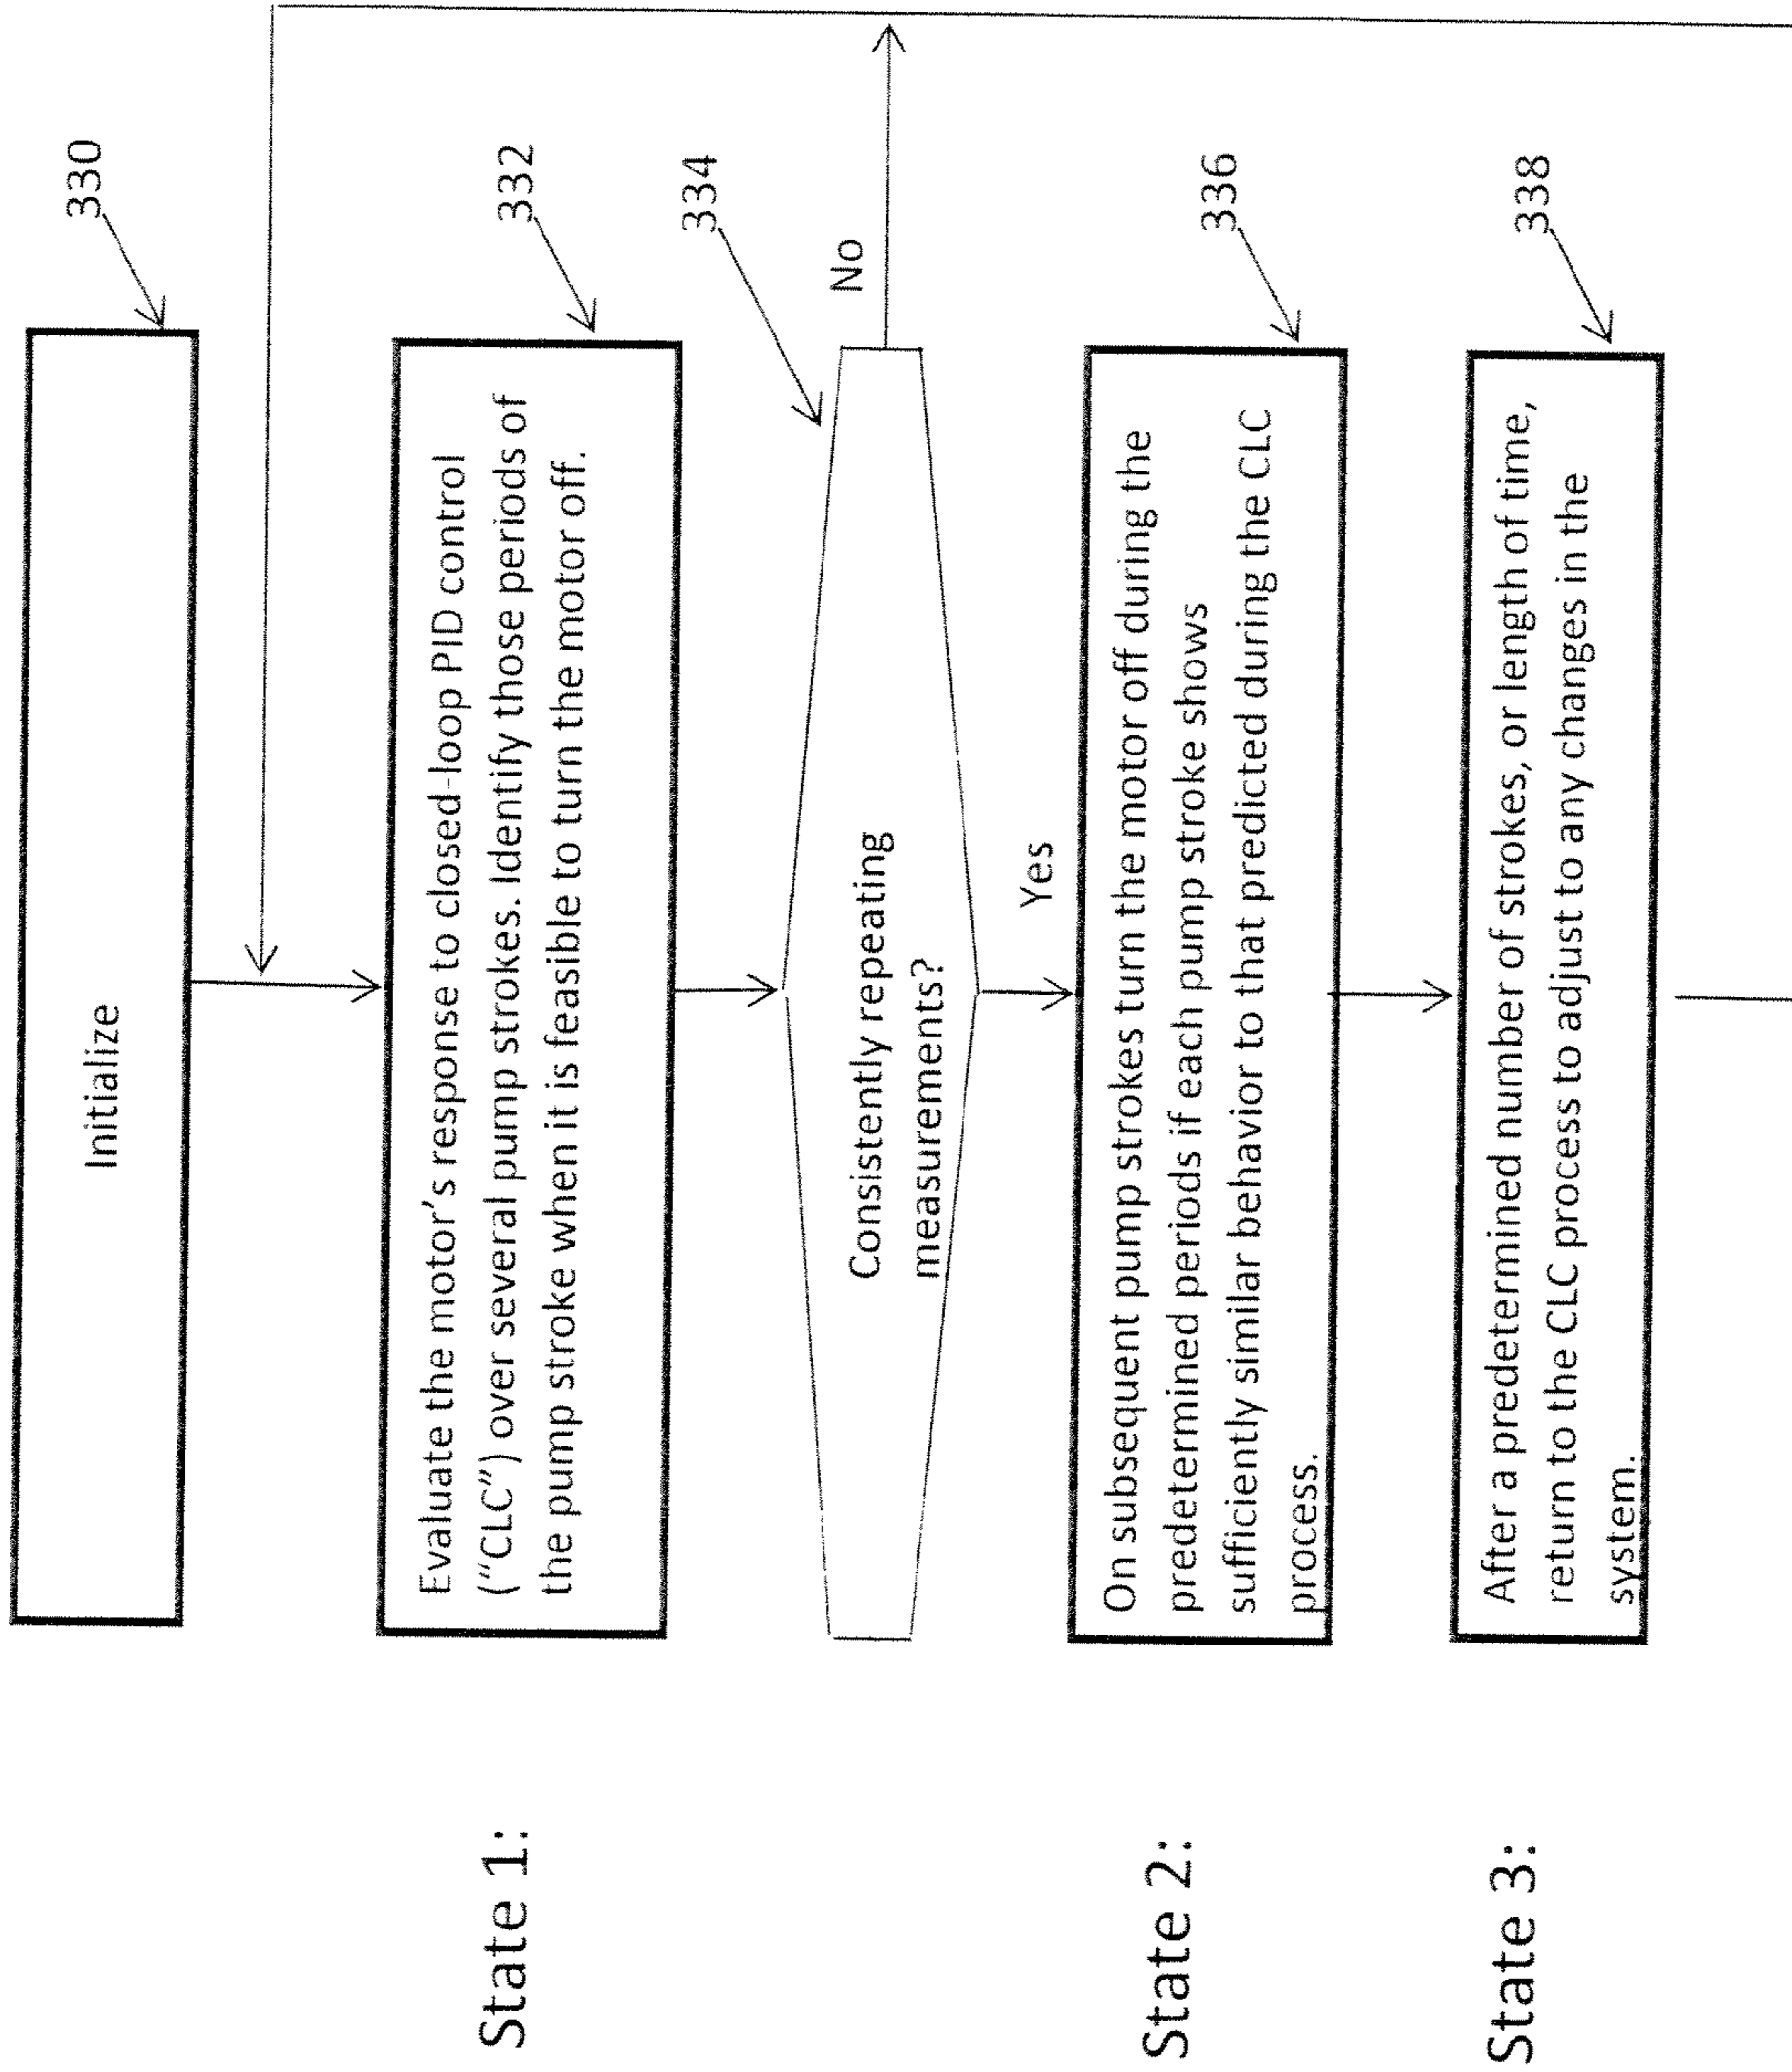 330
Initialize
332
State 1:
Evaluate the motor's response to closed-loop PID control
("CLC") over several pump strokes. Identify those periods of
the pump stroke when it is feasible to turn the motor off.
334
Consistently repeating
measurements?
No
Yes
336
State 2:
On subsequent pump strokes turn the motor off during the
predetermined periods if each pump stroke shows
sufficiently similar behavior to that predicted during the CLC
process.
338
State 3:
After a predetermined number of strokes, or length of time,
return to the CLC process to adjust to any changes in the
system.